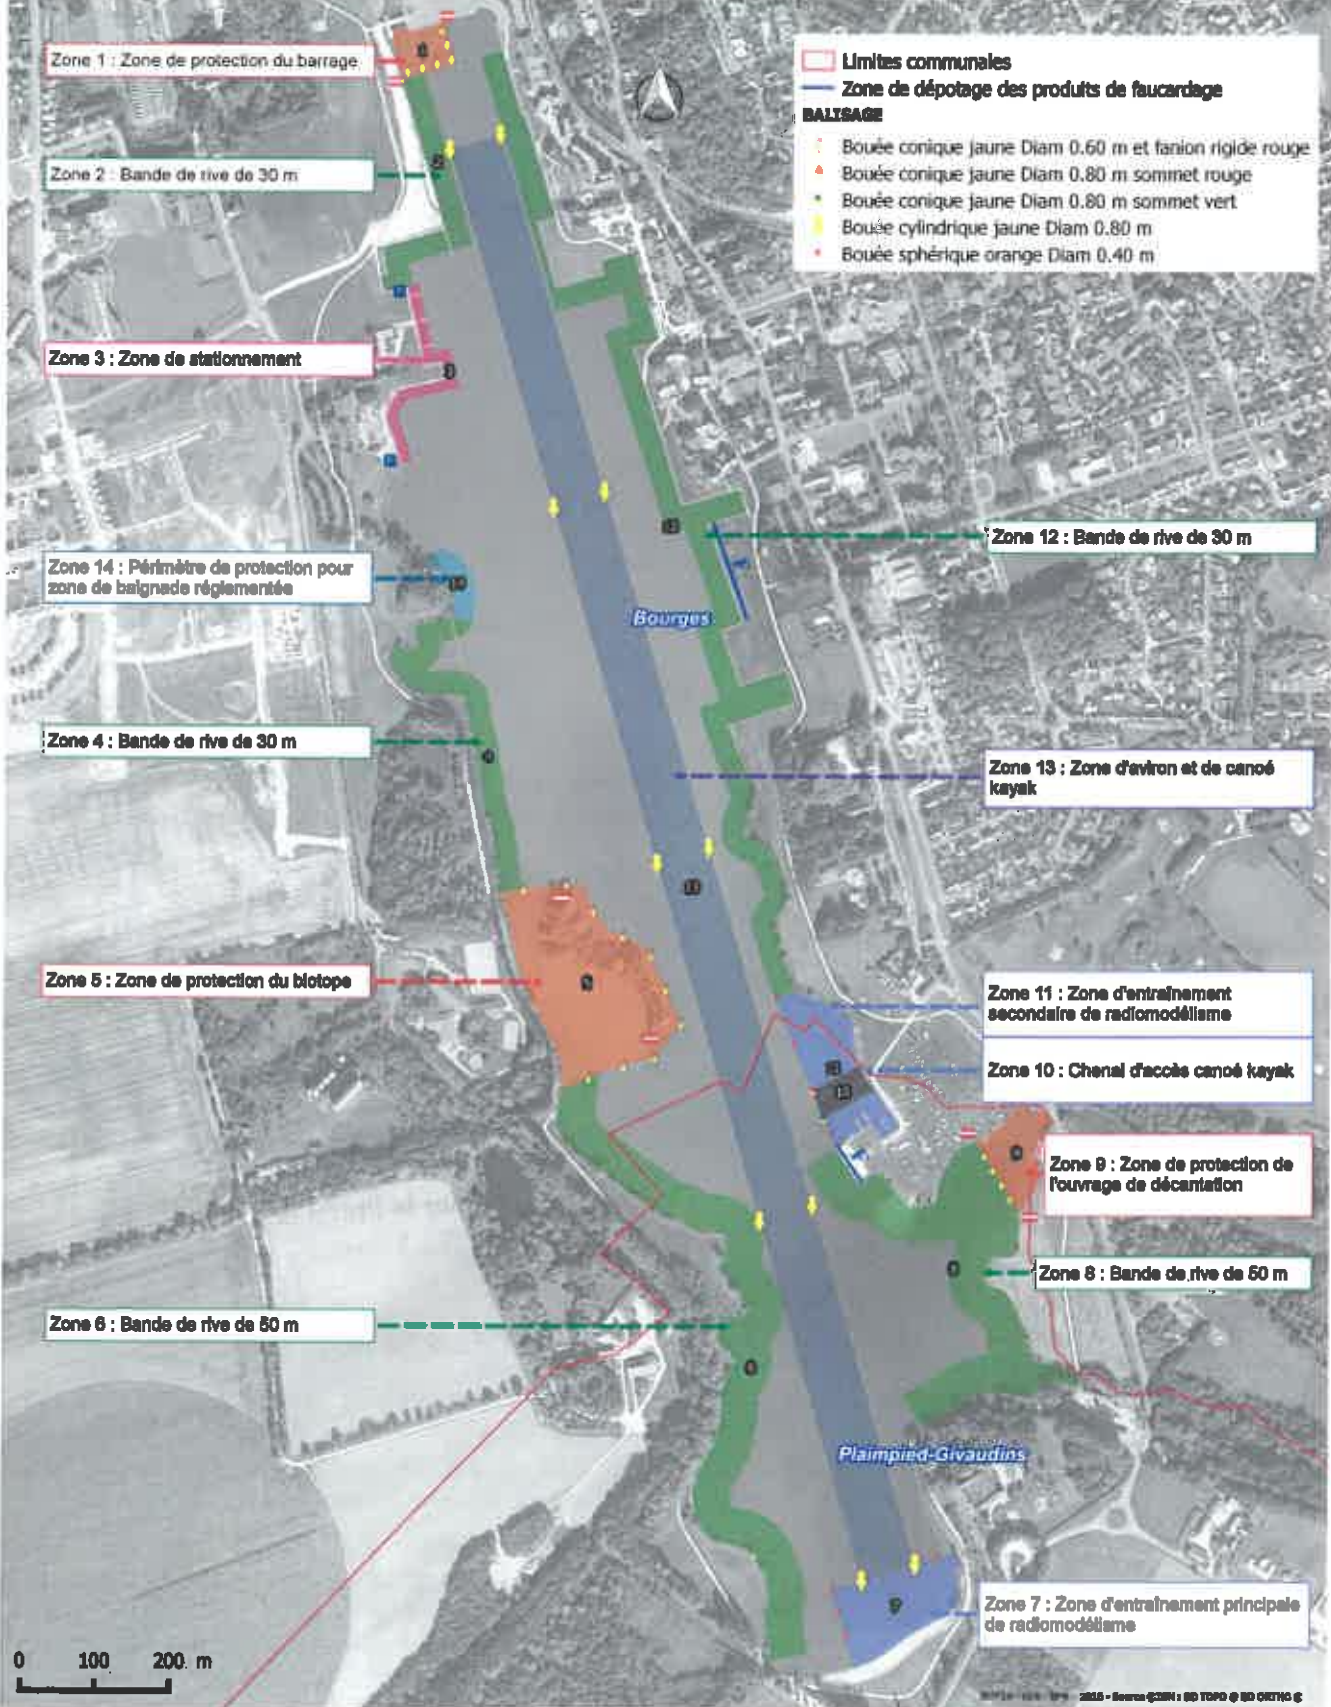 Zone 1 : Zone de protection du barrage
Zone 2 : Bande de rive de 30 m
Zone 3 : Zone de stationnement
Zone 14 : Périmètre de protection pour
zone de baignade réglementée
Zone 4 : Bande de rive de 30 m
Zone 5 : Zone de protection du biotope
Zone 6 : Bande de rive de 50 m
Limites communales
Zone de dépotage des produits de faucardage
BALISAGE
Bouée conique jaune Diam 0.60 m et fanion rigide rouge
Bouée conique jaune Diam 0.80 m sommet rouge
Bouée conique jaune Diam 0.80 m sommet vert
Bouée cylindrique jaune Diam 0.80 m
Bouée sphérique orange Diam 0.40 m
Zone 12 : Bande de rive de 30 m
Bourges
Zone 13 : Zone d'aviron et de canoé
kayak
Zone 11 : Zone d'entraînement
secondaire de radiomodélisme
Zone 10 : Chenal d'accès canoé kayak
Zone 9 : Zone de protection de
l'ouvrage de décantation
Zone 8 : Bande de rive de 50 m
Plaimpied-Givaudins
Zone 7 : Zone d'entraînement principale
de radiomodélisme
0 100 200 m